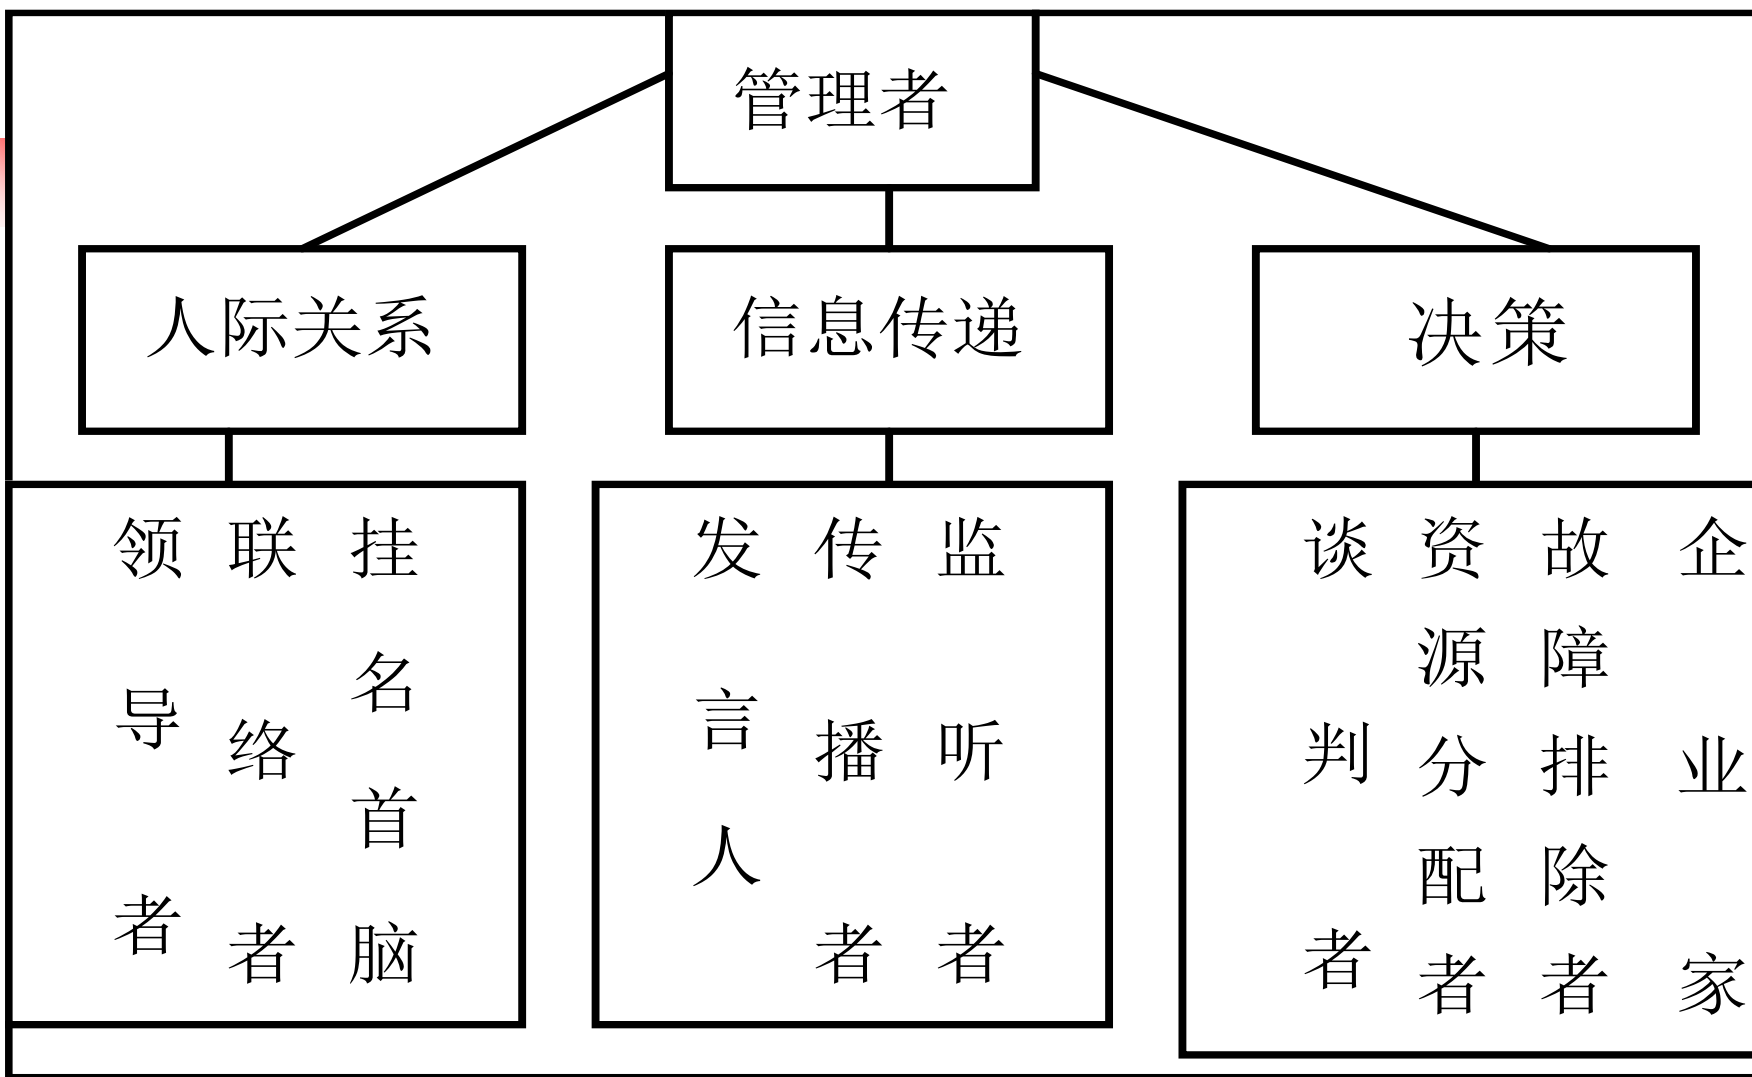 管理者
人际关系
信息传递
决策
领导者
联络者
挂名首脑
发言人
传播者
监听者
谈判者
资源分配者
故障排除者
企业家